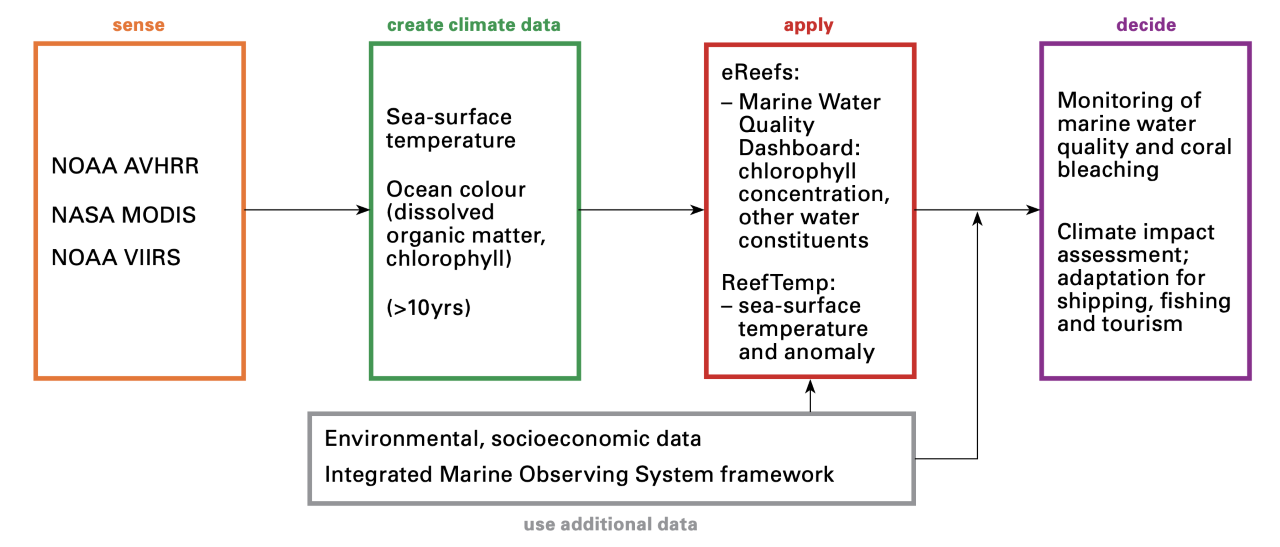 sense
NOAA AVHRR
NASA MODIS
NOAA VIIRS
create climate data
Sea-surface
temperature
Ocean colour
(dissolved
organic matter,
chlorophyll)
(>10yrs)
apply
eReefs:
– Marine Water
Quality
Dashboard:
chlorophyll
concentration,
other water
constituents
ReefTemp:
– sea-surface
temperature
and anomaly
decide
Monitoring of
marine water
quality and coral
bleaching
Climate impact
assessment;
adaptation for
shipping, fishing
and tourism
Environmental, socioeconomic data
Integrated Marine Observing System framework
use additional data